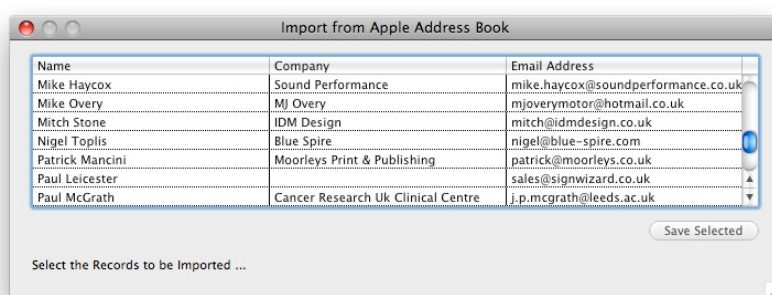 Import from Apple Address Book
Name Company Email Address
Mike Haycox Sound Performance mike.haycox@soundperformance.co.uk
Mike Overy MJ Overy mjoverymotor@hotmail.co.uk
Mitch Stone IDM Design mitch@idmdesign.co.uk
Nigel Toplis Blue Spire nigel@blue-spire.com
Patrick Mancini Moorleys Print & Publishing patrick@moorleys.co.uk
Paul Leicester sales@signwizard.co.uk
Paul McGrath Cancer Research Uk Clinical Centre j.p.mcgrath@leeds.ac.uk
Save Selected
Select the Records to be Imported ...